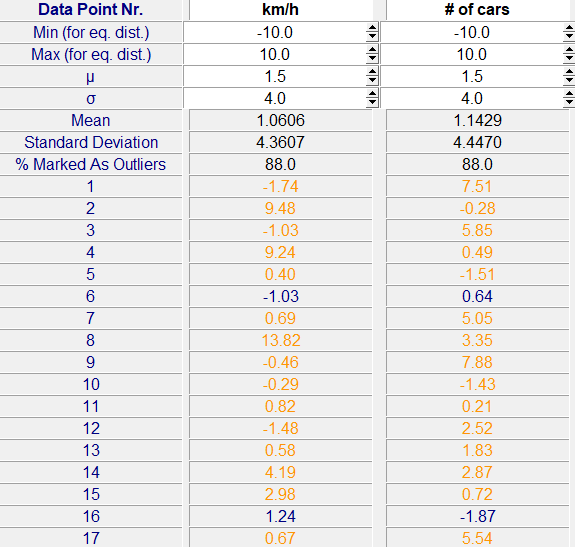 Data Point Nr. km/h # of cars
Min (for eq. dist.) -10.0 -10.0
Max (for eq. dist.) 10.0 10.0
μ 1.5 1.5
σ 4.0 4.0
Mean 1.0606 1.1429
Standard Deviation 4.3607 4.4470
% Marked As Outliers 88.0 88.0
1 -1.74 7.51
2 9.48 -0.28
3 -1.03 5.85
4 9.24 0.49
5 0.40 -1.51
6 -1.03 0.64
7 0.69 5.05
8 13.82 3.35
9 -0.46 7.88
10 -0.29 -1.43
11 0.82 0.21
12 -1.48 2.52
13 0.58 1.83
14 4.19 2.87
15 2.98 0.72
16 1.24 -1.87
17 0.67 5.54